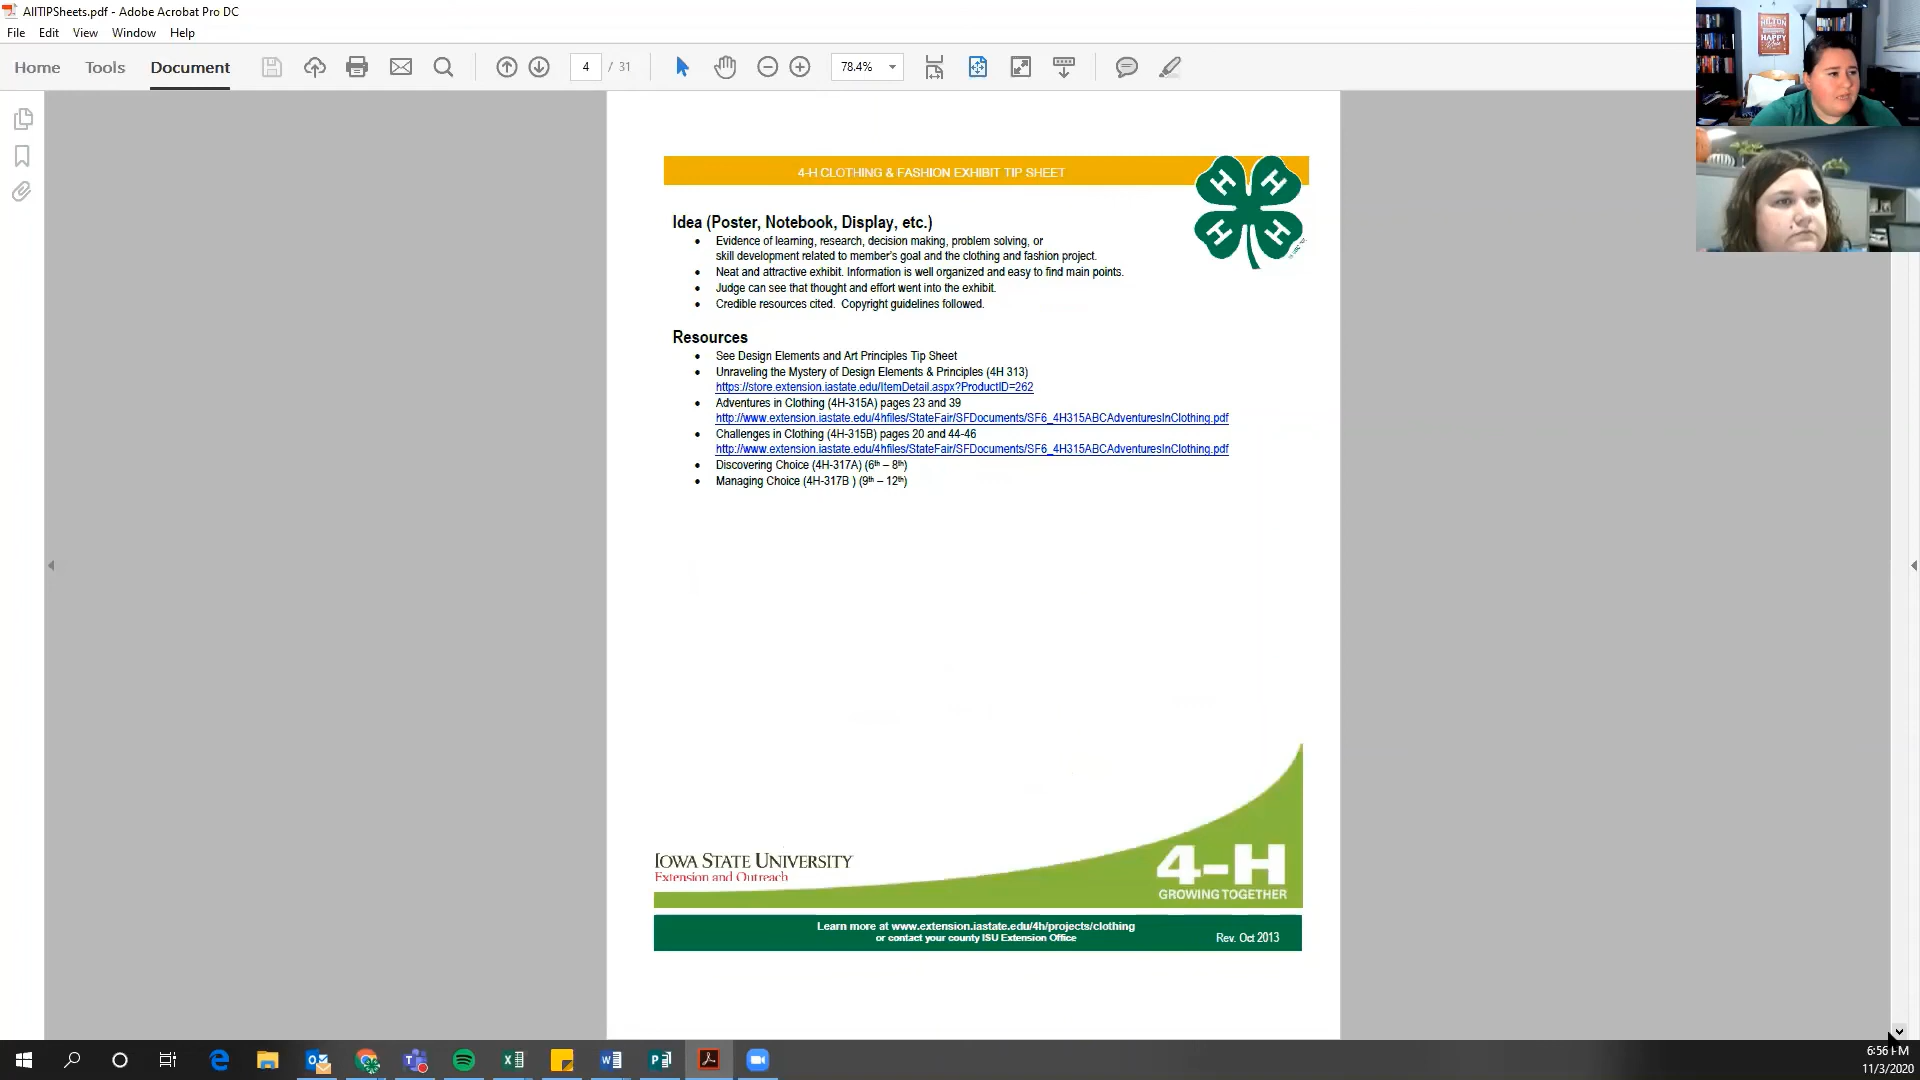 AllTIPSheets.pdf - Adobe Acrobat Pro DC
File Edit View Window Help
Home Tools Document 4 / 31 78.4%
4-H CLOTHING & FASHION EXHIBIT TIP SHEET
H H H H
Idea (Poster, Notebook, Display, etc.)
• Evidence of learning, research, decision making, problem solving, or
skill development related to member's goal and the clothing and fashion project.
• Neat and attractive exhibit. Information is well organized and easy to find main points.
• Judge can see that thought and effort went into the exhibit.
• Credible resources cited. Copyright guidelines followed.
Resources
• See Design Elements and Art Principles Tip Sheet
• Unraveling the Mystery of Design Elements & Principles (4H 313)
https://store.extension.iastate.edu/ItemDetail.aspx?ProductID=262
• Adventures in Clothing (4H-315A) pages 23 and 39
http://www.extension.iastate.edu/4hfiles/StateFair/SFDocuments/SF6_4H315ABCAdventuresInClothing.pdf
• Challenges in Clothing (4H-315B) pages 20 and 44-46
http://www.extension.iastate.edu/4hfiles/StateFair/SFDocuments/SF6_4H315ABCAdventuresInClothing.pdf
• Discovering Choice (4H-317A) (6th – 8th)
• Managing Choice (4H-317B ) (9th – 12th)
IOWA STATE UNIVERSITY
Extension and Outreach
4-H
GROWING TOGETHER
Learn more at www.extension.iastate.edu/4h/projects/clothing
or contact your county ISU Extension Office
Rev. Oct 2013
HILTON
HAPPY
6:56 PM
11/3/2020